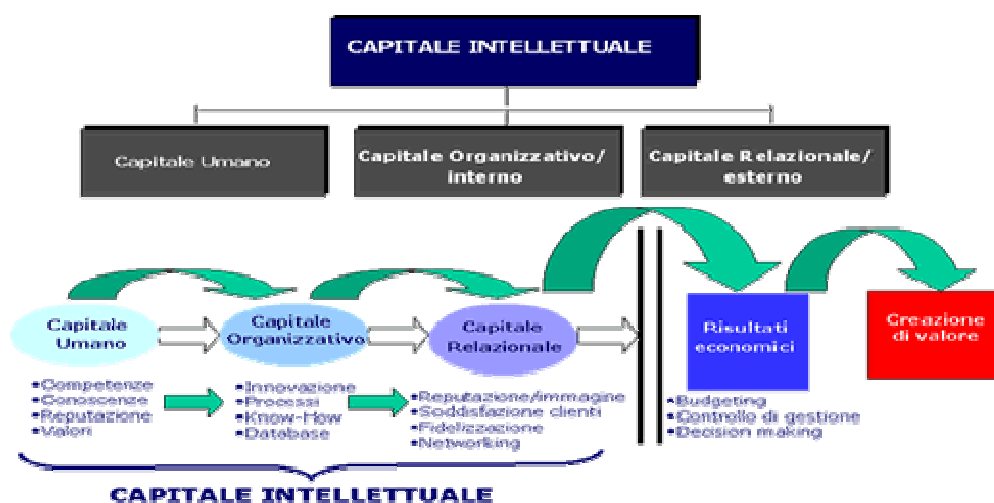 CAPITALE INTELLETTUALE
Capitale Umano
Capitale Organizzativo/
interno
Capitale Relazionale/
esterno
Capitale
Umano
Capitale
Organizzativo
Capitale
Relazionale
Risultati
economici
Creazione
di valore
•Competenze
•Conoscenze
•Reputazione
•Valori
•Innovazione
•Processi
•Know-How
•Database
•Reputazione/immagine
•Soddisfazione clienti
•Fidelizzazione
•Networking
•Budgeting
•Controllo di gestione
•Decision making
CAPITALE INTELLETTUALE